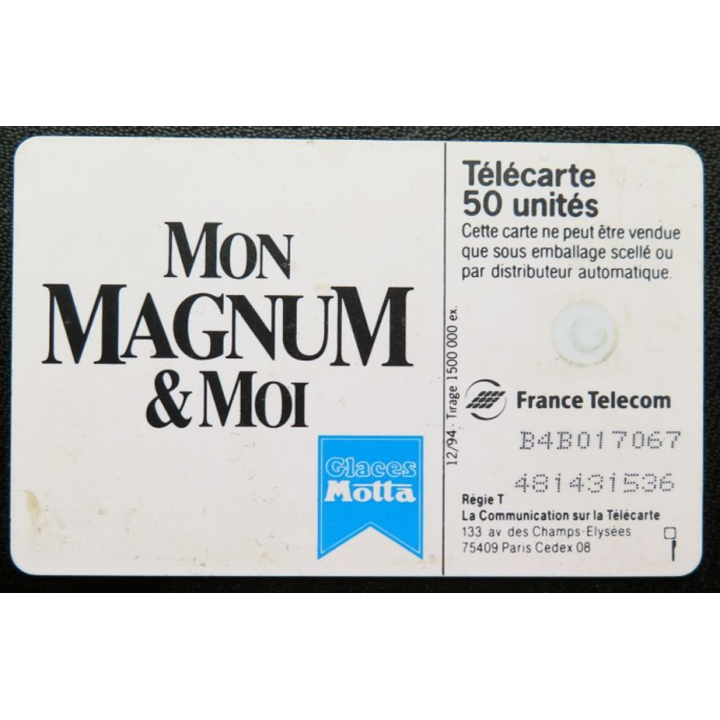 MON
MAGNUM
& MOI
Glaces
Motta
12/94 - Tirage 1500 000 ex.
Télécarte
50 unités
Cette carte ne peut être vendue
que sous emballage scellé ou
par distributeur automatique.
France Telecom
B4B017067
481431536
Régie T
La Communication sur la Télécarte
133 av des Champs-Elysées
75409 Paris Cedex 08